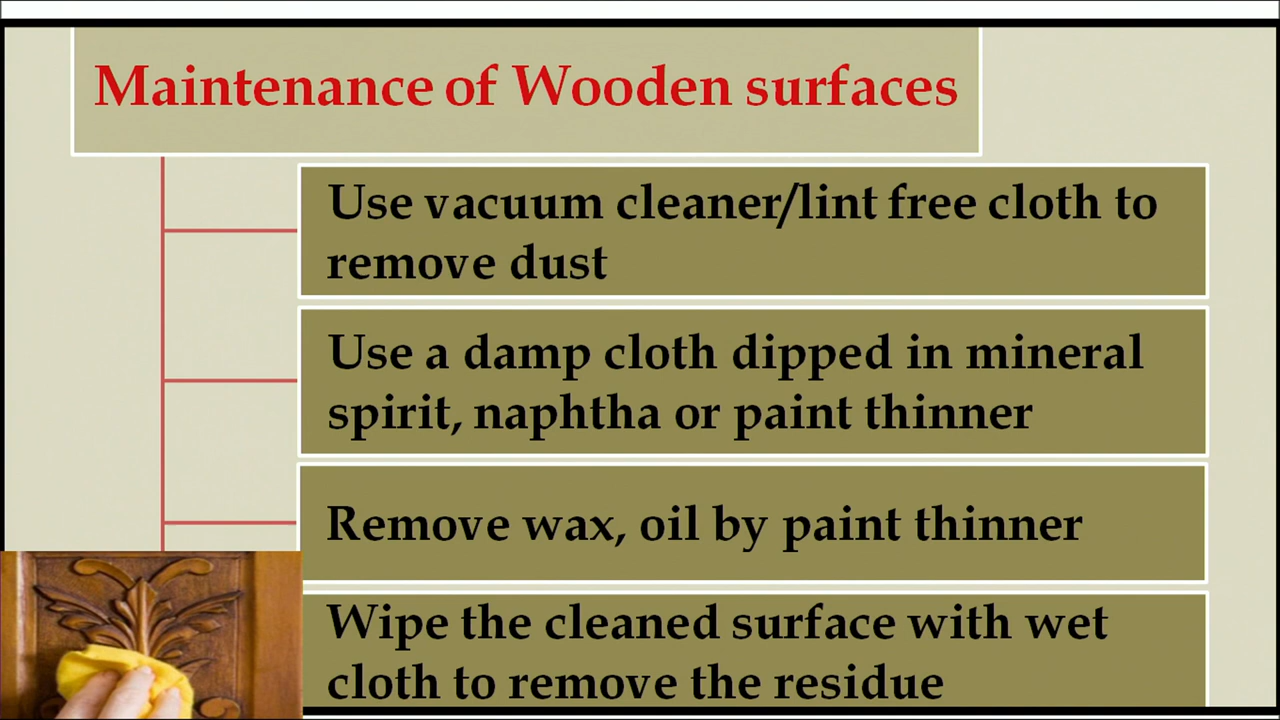 Maintenance of Wooden surfaces
Use vacuum cleaner/lint free cloth to
remove dust
Use a damp cloth dipped in mineral
spirit, naphtha or paint thinner
Remove wax, oil by paint thinner
Wipe the cleaned surface with wet
cloth to remove the residue